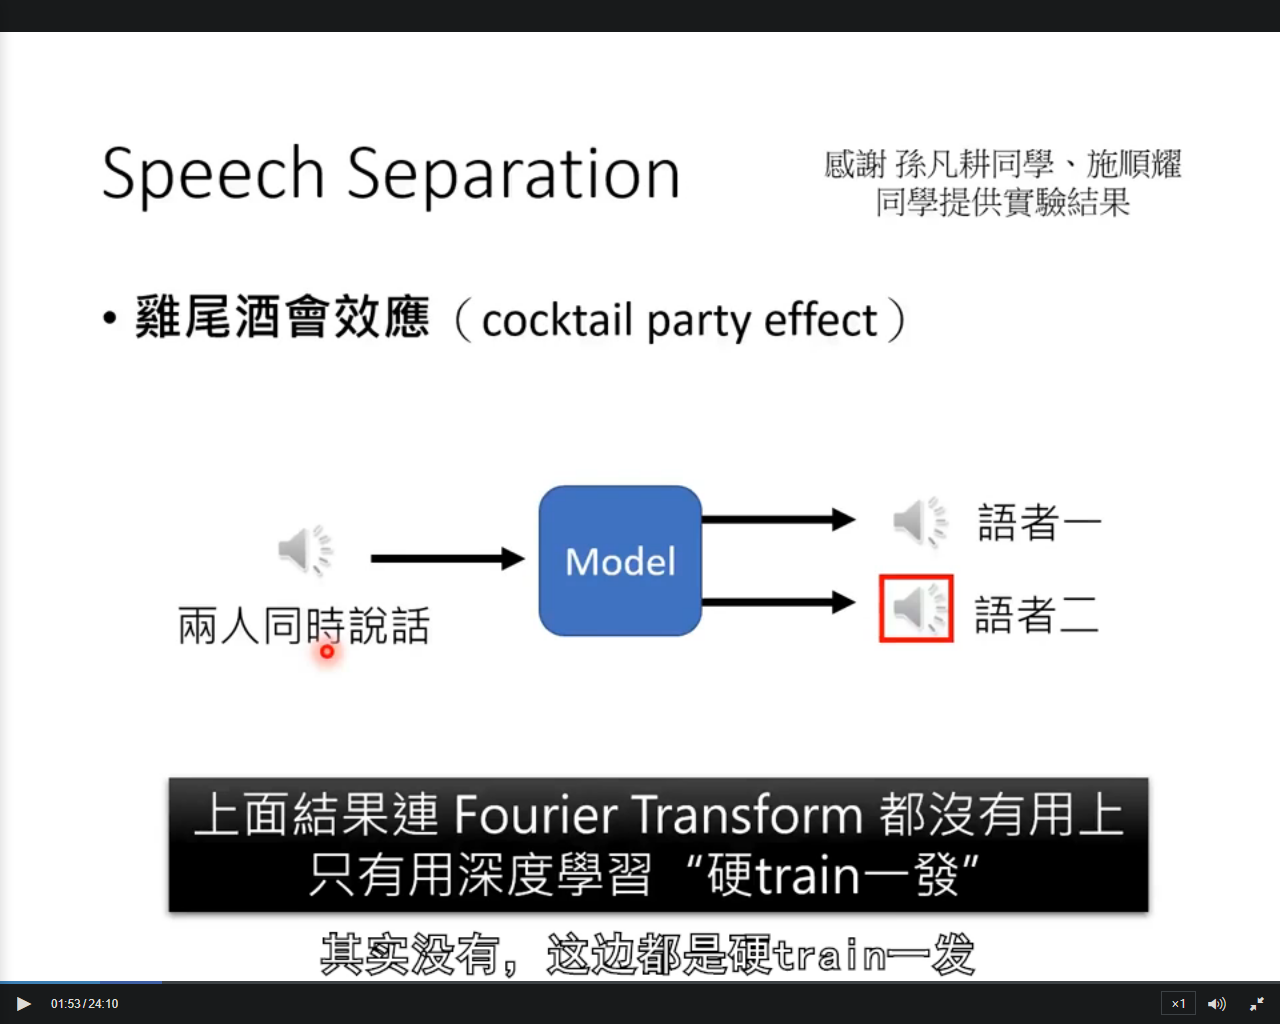 Speech Separation
感謝 孫凡耕同學、施順耀
同學提供實驗結果
• 雞尾酒會效應（cocktail party effect）
兩人同時說話
Model
語者一
語者二
上面結果連 Fourier Transform 都沒有用上
只有用深度學習 “硬train一發”
其实没有，这边都是硬train一发
01:53/24:10
×1